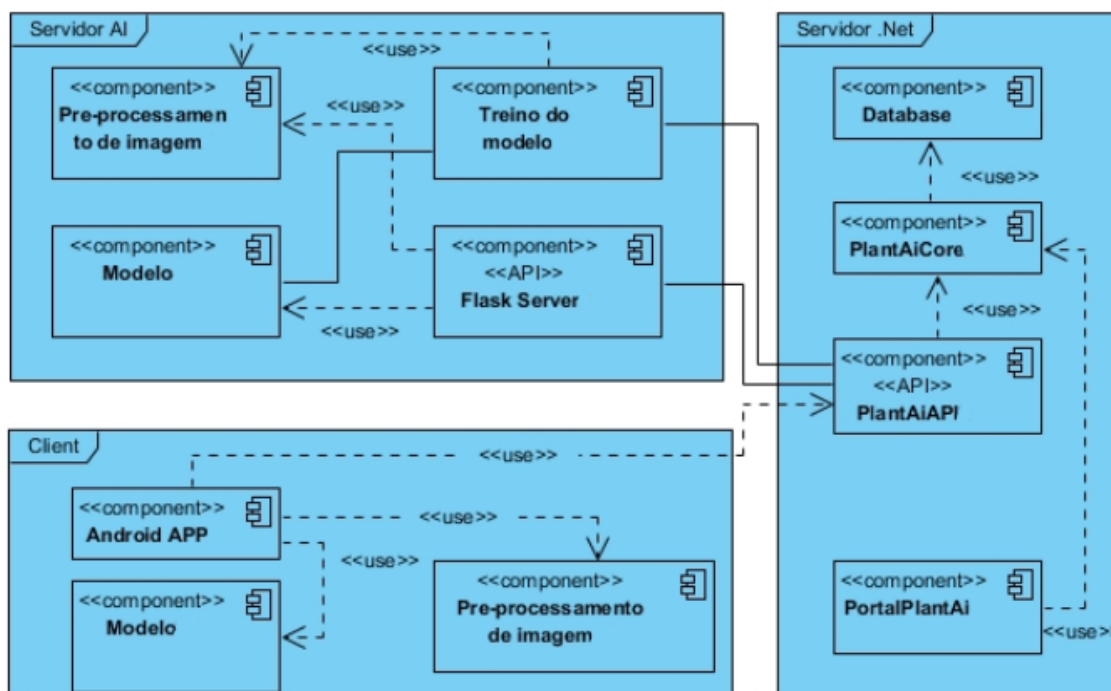 Servidor AI
<<use>>
<<component>>
Pre-processamen
to de imagem
<<use>>
<<component>>
Treino do
modelo
<<component>>
Modelo
<<component>>
<<API>>
Flask Server
<<use>>
Servidor .Net
<<component>>
Database
<<use>>
<<component>>
PlantAiCore
<<use>>
<<component>>
<<API>>
PlantAiAPI
<<component>>
PortalPlantAi
<<use>>
Client
<<use>>
<<component>>
Android APP
<<use>>
<<use>>
<<component>>
Modelo
<<component>>
Pre-processamento
de imagem